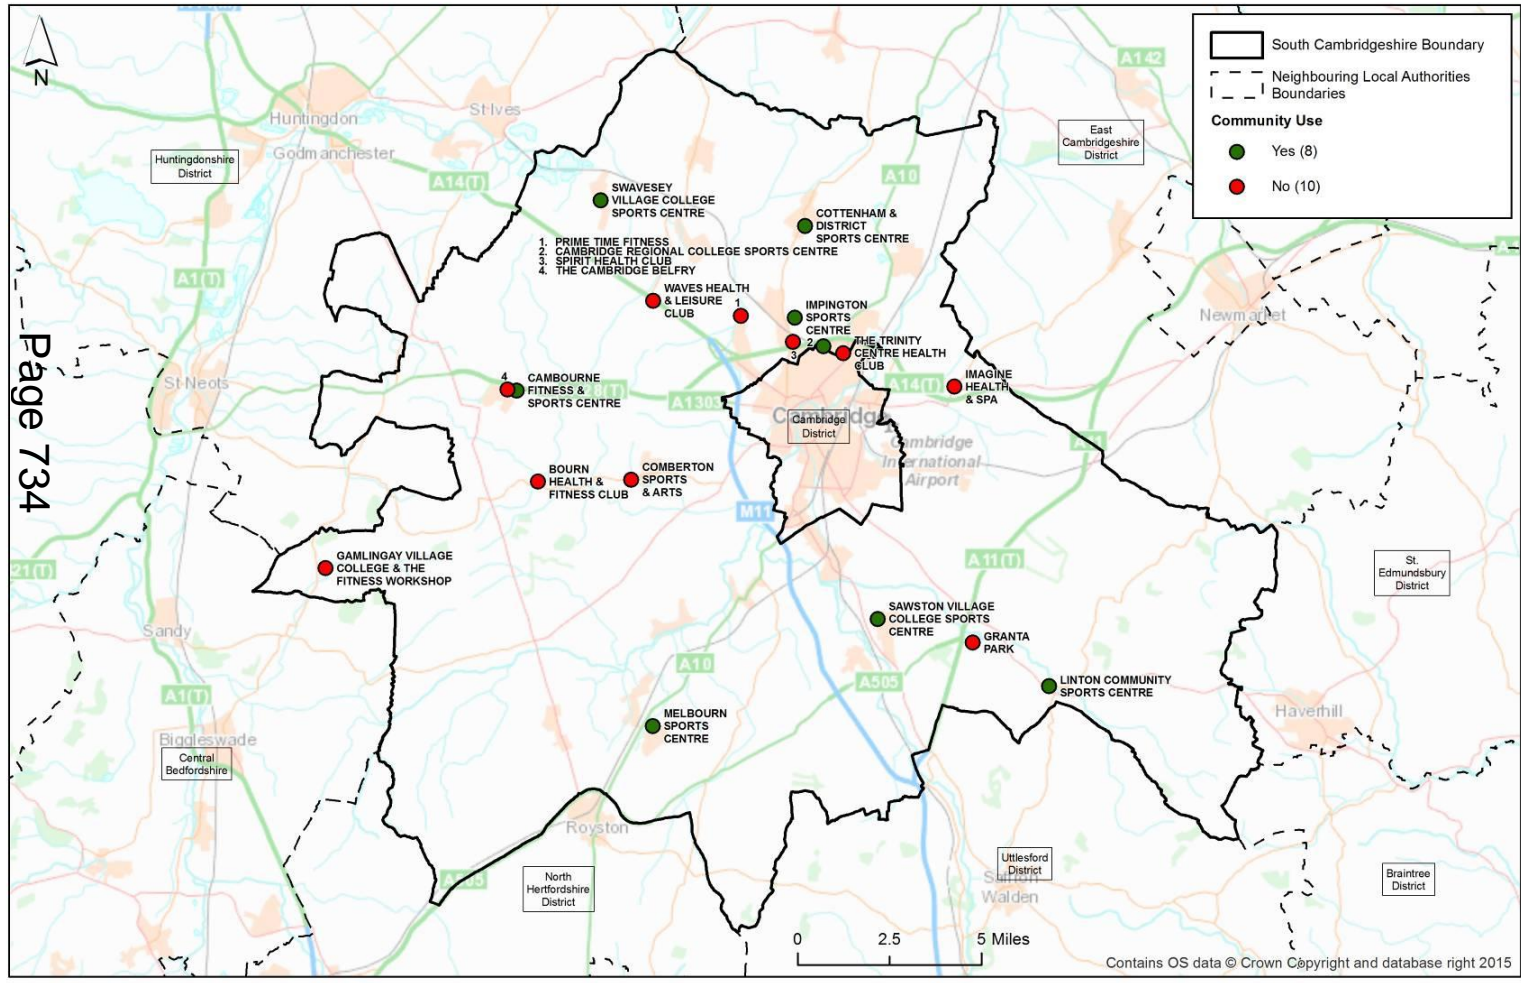 A142
South Cambridgeshire Boundary
Neighbouring Local Authorities
Boundaries
Community Use
Yes (8)
No (10)
N
Huntingdon
St Ives
Godmanchester
Huntingdonshire
District
East
Cambridgeshire
District
A14(T)
A10
SWAVESEY
VILLAGE COLLEGE
SPORTS CENTRE
COTTENHAM &
DISTRICT
SPORTS CENTRE
1. PRIME TIME FITNESS
2. CAMBRIDGE REGIONAL COLLEGE SPORTS CENTRE
3. SPIRIT HEALTH CLUB
4. THE CAMBRIDGE BELFRY
A1(T)
WAVES HEALTH
& LEISURE
CLUB
1
IMPINGTON
SPORTS
CENTRE
Newmarket
2
3
THE TRINITY
CENTRE HEALTH
CLUB
Page 734
St Neots
4
CAMBOURNE
FITNESS &
SPORTS CENTRE
8(T)
A1303
A14(T)
IMAGINE
HEALTH
& SPA
Cambridge
Cambridge
District
Cambridge
International
Airport
A11
BOURN
HEALTH &
FITNESS CLUB
COMBERTON
SPORTS
& ARTS
M11
GAMLINGAY VILLAGE
COLLEGE & THE
FITNESS WORKSHOP
21(T)
A11(T)
St.
Edmundsbury
District
Sandy
SAWSTON VILLAGE
COLLEGE SPORTS
CENTRE
GRANTA
PARK
A10
A505
LINTON COMMUNITY
SPORTS CENTRE
A1(T)
MELBOURN
SPORTS
CENTRE
Haverhill
Biggleswade
Central
Bedfordshire
Royston
North
Hertfordshire
District
Uttlesford
District
Saffron
Walden
Braintree
District
0 2.5 5 Miles
Contains OS data © Crown Copyright and database right 2015